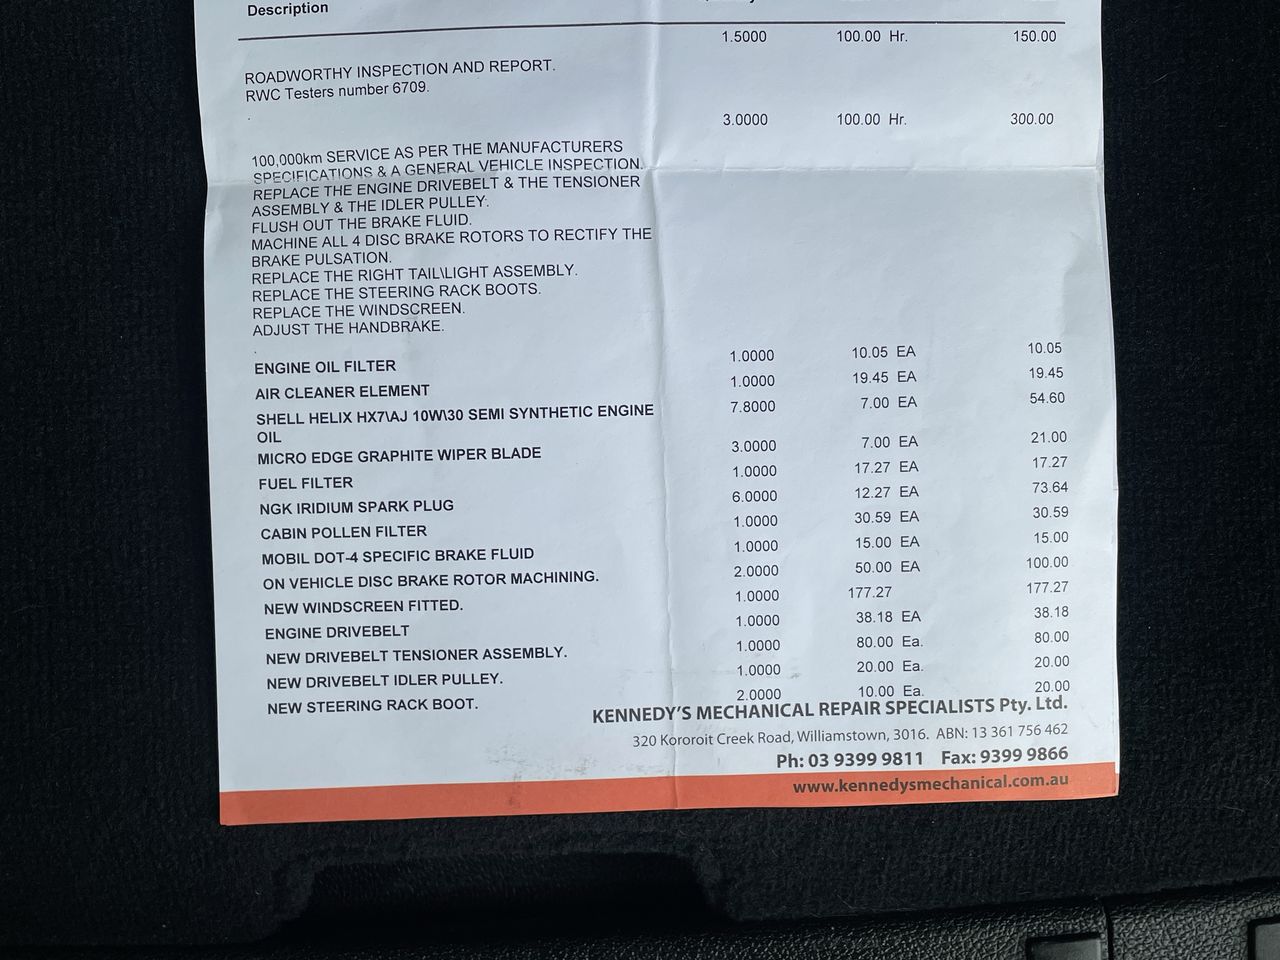 Description
1.5000 100.00 Hr. 150.00
ROADWORTHY INSPECTION AND REPORT.
RWC Testers number 6709.
.
3.0000 100.00 Hr. 300.00
100,000km SERVICE AS PER THE MANUFACTURERS
SPECIFICATIONS & A GENERAL VEHICLE INSPECTION.
REPLACE THE ENGINE DRIVEBELT & THE TENSIONER
ASSEMBLY & THE IDLER PULLEY.
FLUSH OUT THE BRAKE FLUID.
MACHINE ALL 4 DISC BRAKE ROTORS TO RECTIFY THE
BRAKE PULSATION.
REPLACE THE RIGHT TAIL\LIGHT ASSEMBLY.
REPLACE THE STEERING RACK BOOTS.
REPLACE THE WINDSCREEN.
ADJUST THE HANDBRAKE.
.
ENGINE OIL FILTER 1.0000 10.05 EA 10.05
AIR CLEANER ELEMENT 1.0000 19.45 EA 19.45
SHELL HELIX HX7\AJ 10W\30 SEMI SYNTHETIC ENGINE 7.8000 7.00 EA 54.60
OIL
MICRO EDGE GRAPHITE WIPER BLADE 3.0000 7.00 EA 21.00
FUEL FILTER 1.0000 17.27 EA 17.27
NGK IRIDIUM SPARK PLUG 6.0000 12.27 EA 73.64
CABIN POLLEN FILTER 1.0000 30.59 EA 30.59
MOBIL DOT-4 SPECIFIC BRAKE FLUID 1.0000 15.00 EA 15.00
ON VEHICLE DISC BRAKE ROTOR MACHINING. 2.0000 50.00 EA 100.00
NEW WINDSCREEN FITTED. 1.0000 177.27 177.27
ENGINE DRIVEBELT 1.0000 38.18 EA 38.18
NEW DRIVEBELT TENSIONER ASSEMBLY. 1.0000 80.00 Ea. 80.00
NEW DRIVEBELT IDLER PULLEY. 1.0000 20.00 Ea. 20.00
NEW STEERING RACK BOOT. 2.0000 10.00 Ea. 20.00
KENNEDY'S MECHANICAL REPAIR SPECIALISTS Pty. Ltd.
320 Kororoit Creek Road, Williamstown, 3016. ABN: 13 361 756 462
Ph: 03 9399 9811 Fax: 9399 9866
www.kennedysmechanical.com.au